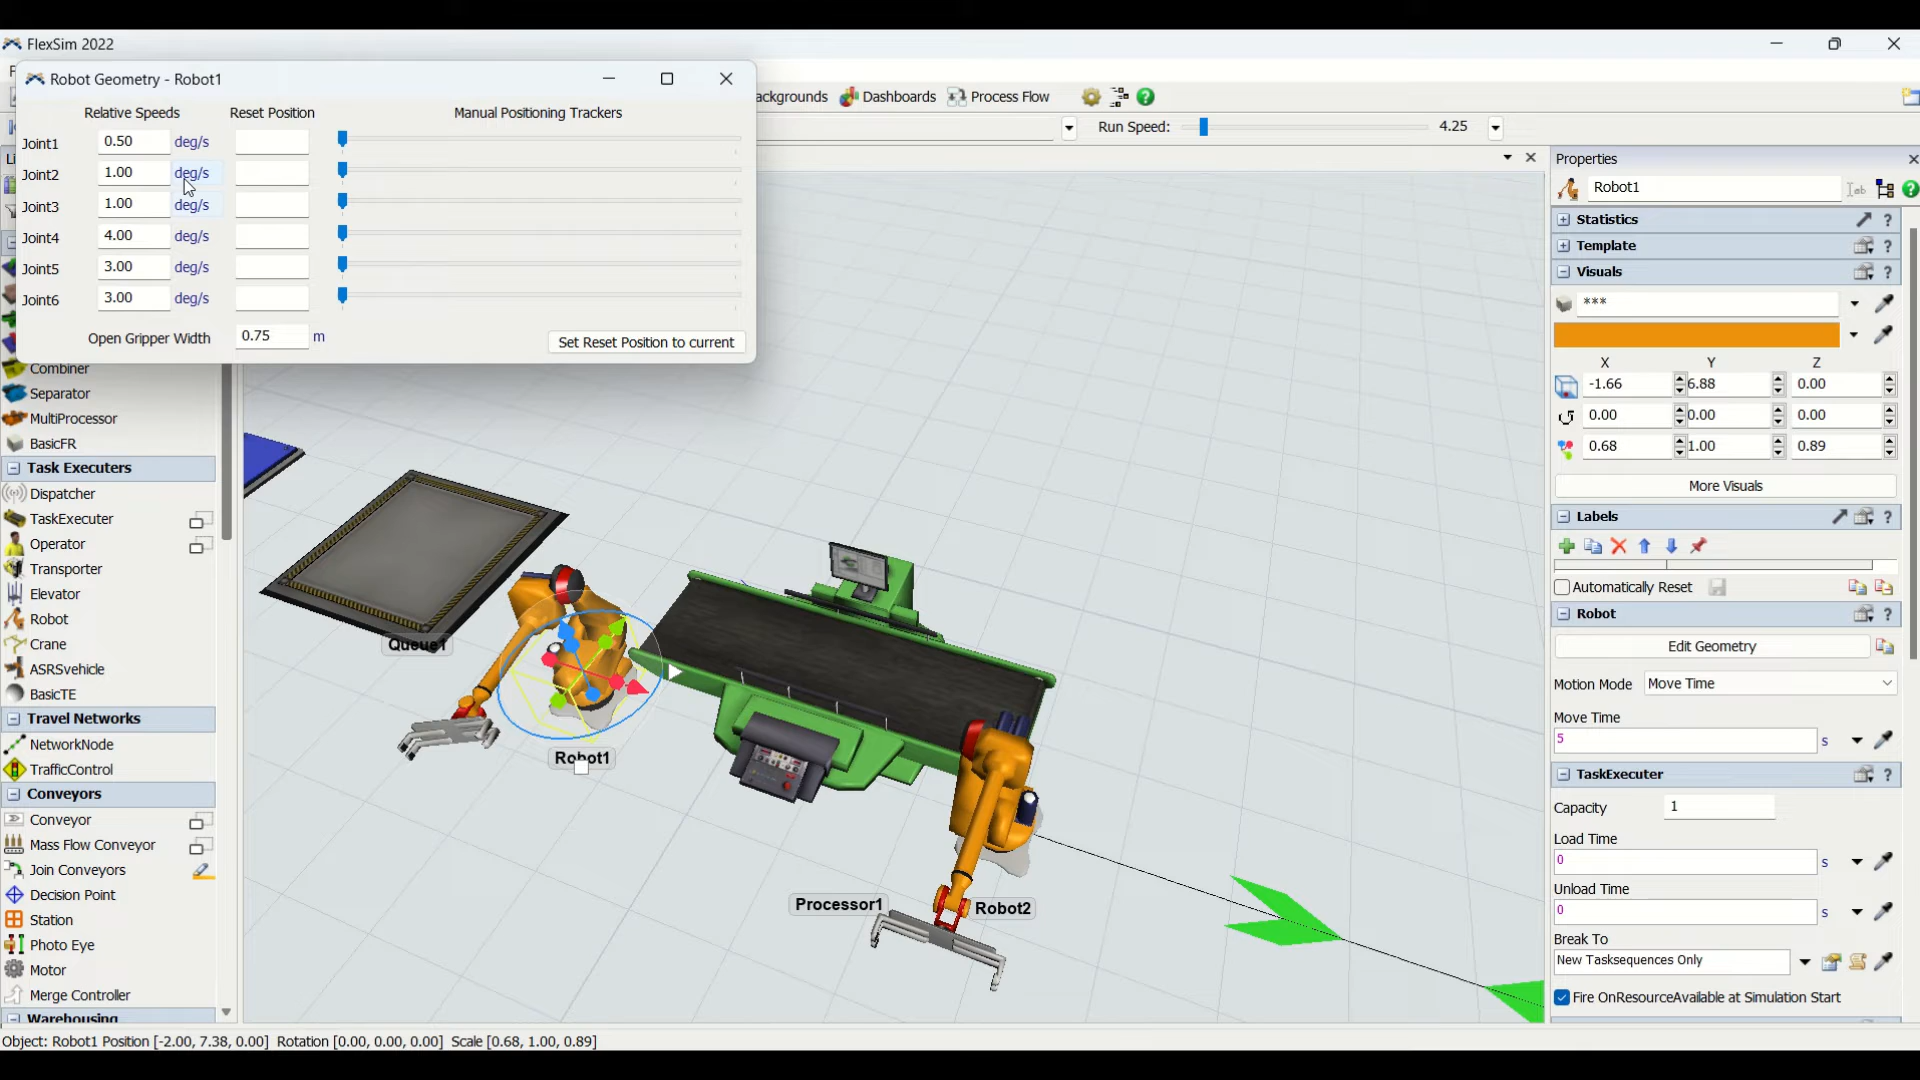 FlexSim 2022
Robot Geometry - Robot1
Relative Speeds Reset Position Manual Positioning Trackers
Joint1 0.50 deg/s
Joint2 1.00 deg/s
Joint3 1.00 deg/s
Joint4 4.00 deg/s
Joint5 3.00 deg/s
Joint6 3.00 deg/s
Open Gripper Width 0.75 m
Set Reset Position to current
ackgrounds Dashboards Process Flow
Run Speed: 4.25
Combiner
Separator
MultiProcessor
BasicFR
Task Executers
Dispatcher
TaskExecuter
Operator
Transporter
Elevator
Robot
Crane
ASRSvehicle
BasicTE
Travel Networks
NetworkNode
TrafficControl
Conveyors
Conveyor
Mass Flow Conveyor
Join Conveyors
Decision Point
Station
Photo Eye
Motor
Merge Controller
Warehousing
Queue1
Robot1
Processor1
Robot2
Properties
Robot1
Statistics
Template
Visuals
***
X Y Z
-1.66 6.88 0.00
0.00 0.00 0.00
0.68 1.00 0.89
More Visuals
Labels
Automatically Reset
Robot
Edit Geometry
Motion Mode Move Time
Move Time
5 s
TaskExecuter
Capacity 1
Load Time
0 s
Unload Time
0 s
Break To
New Tasksequences Only
Fire OnResourceAvailable at Simulation Start
Object: Robot1 Position [-2.00, 7.38, 0.00] Rotation [0.00, 0.00, 0.00] Scale [0.68, 1.00, 0.89]